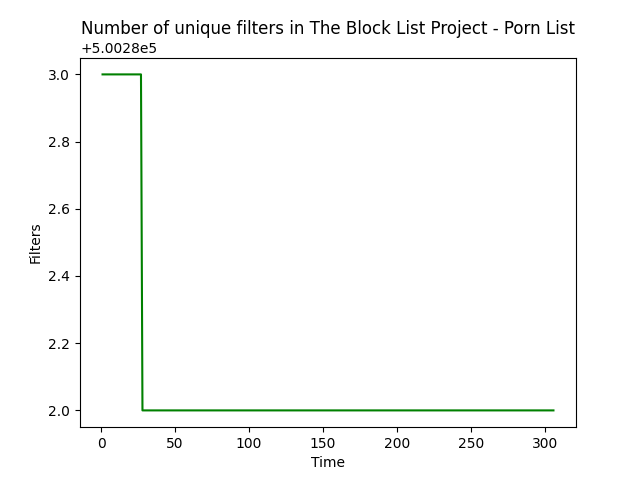 Number of unique filters in The Block List Project - Porn List
+5.0028e5
3.0
2.8
2.6
2.4
2.2
2.0
Filters
0 50 100 150 200 250 300
Time